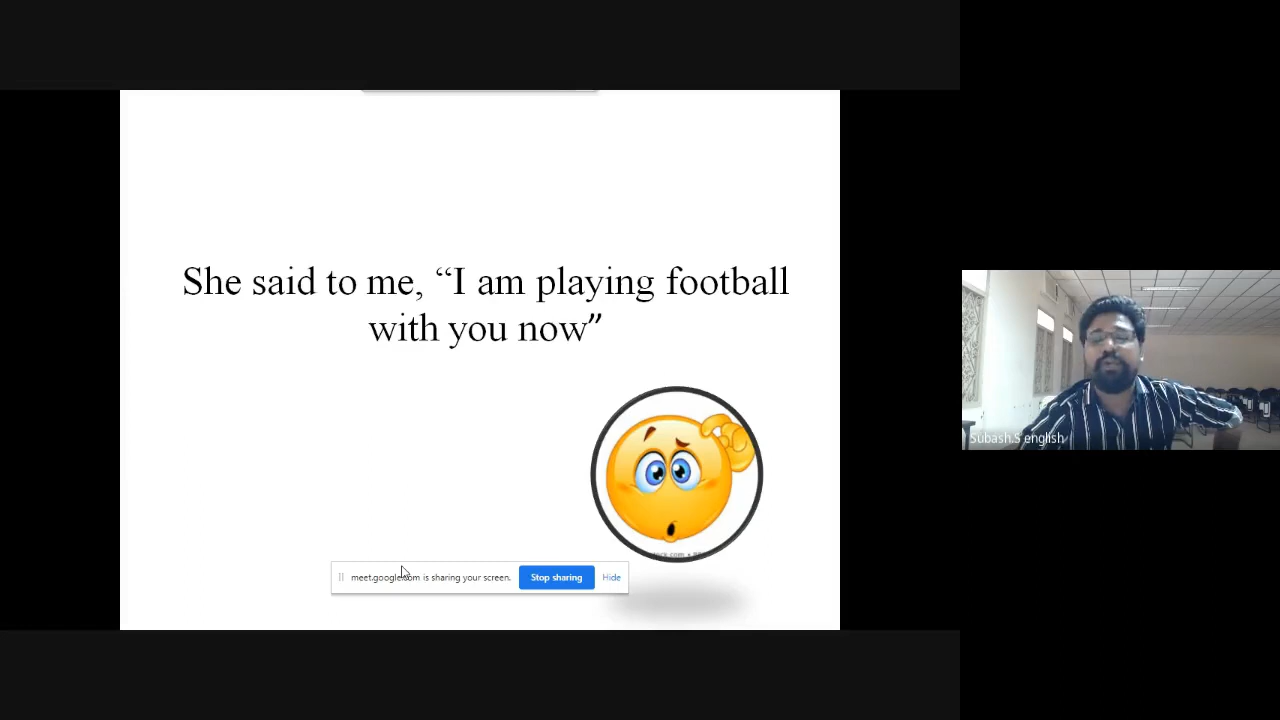 She said to me, “I am playing football
with you now”
meet.google.com is sharing your screen.
Stop sharing
Hide
Subash.S english